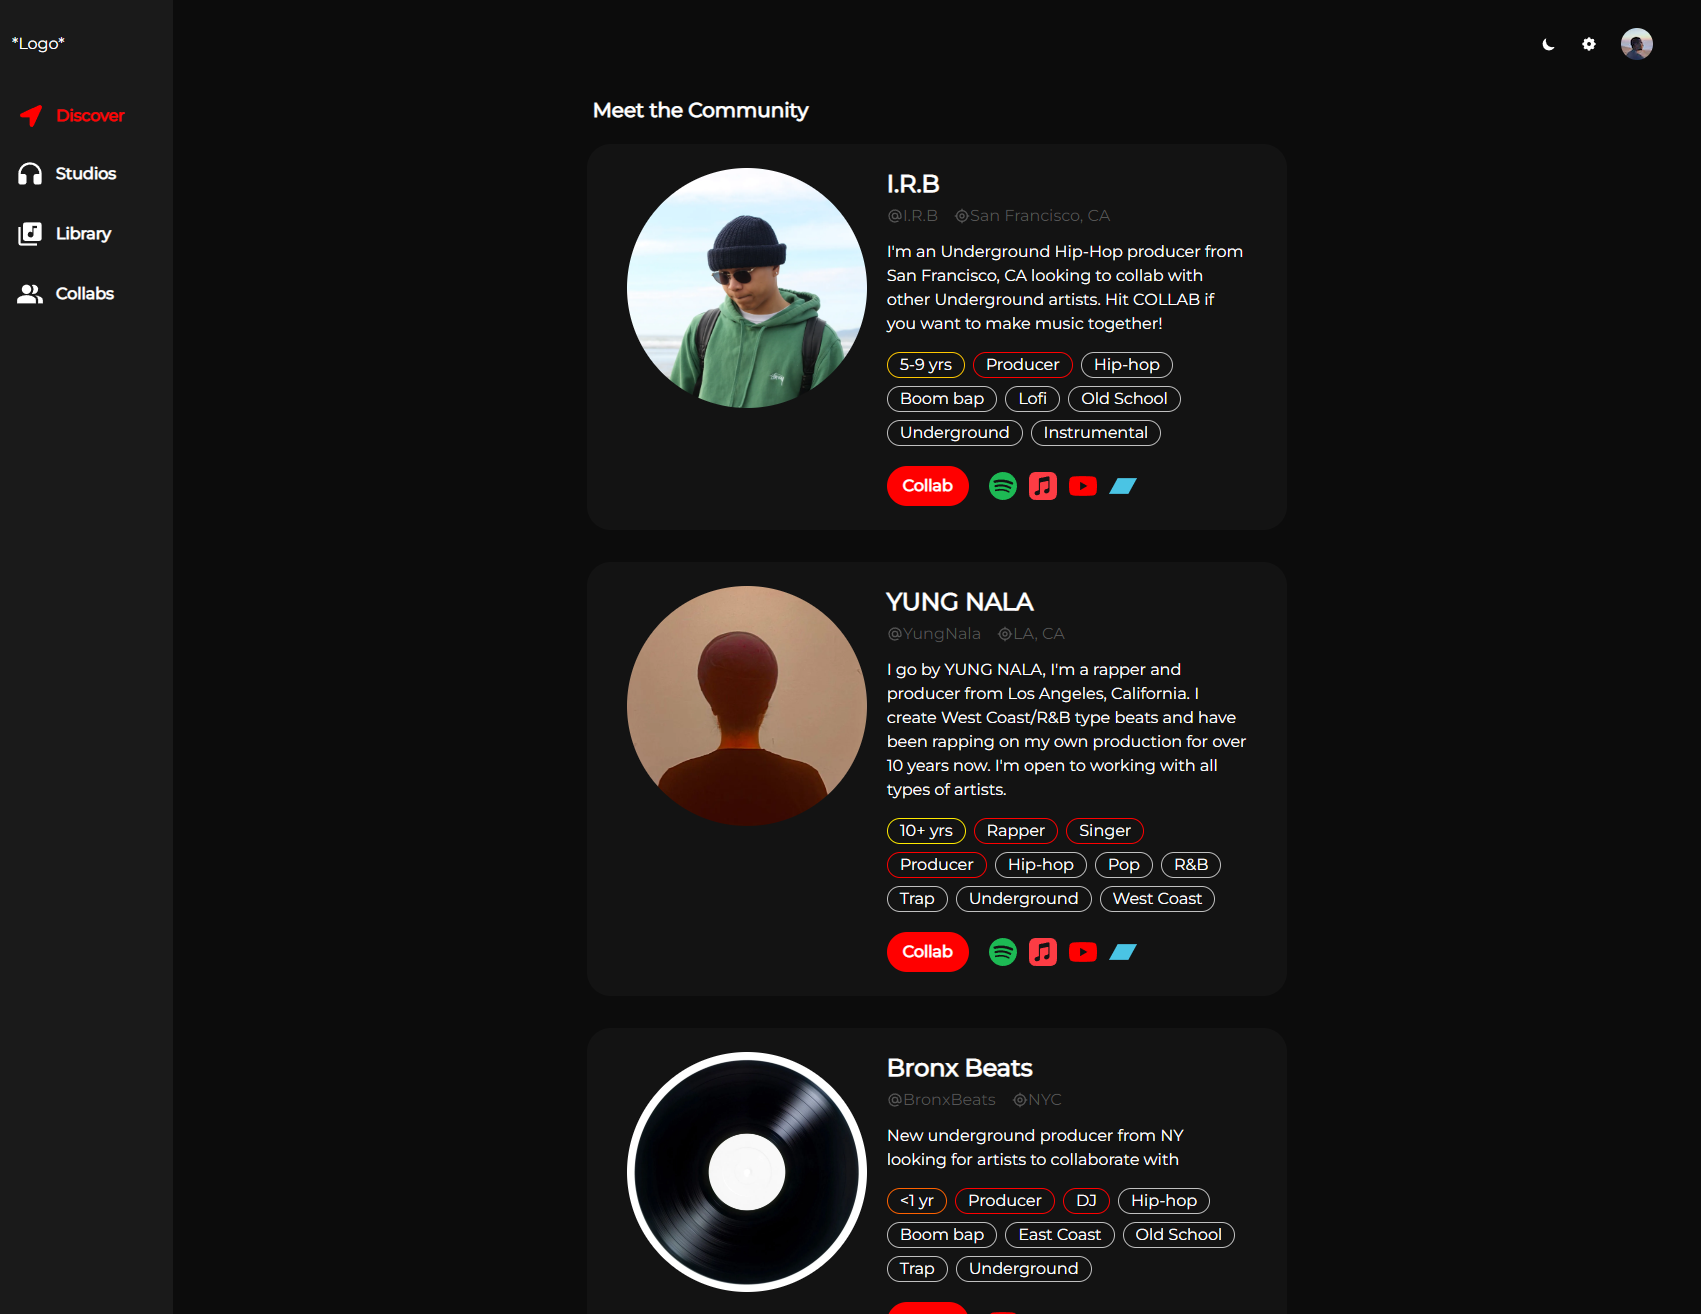 *Logo*
Discover
Studios
Library
Collabs
Meet the Community
I.R.B
@I.R.B San Francisco, CA
I'm an Underground Hip-Hop producer from
San Francisco, CA looking to collab with
other Underground artists. Hit COLLAB if
you want to make music together!
5-9 yrs Producer Hip-hop
Boom bap Lofi Old School
Underground Instrumental
Collab
YUNG NALA
@YungNala LA, CA
I go by YUNG NALA, I'm a rapper and
producer from Los Angeles, California. I
create West Coast/R&B type beats and have
been rapping on my own production for over
10 years now. I'm open to working with all
types of artists.
10+ yrs Rapper Singer
Producer Hip-hop Pop R&B
Trap Underground West Coast
Collab
Bronx Beats
@BronxBeats NYC
New underground producer from NY
looking for artists to collaborate with
<1 yr Producer DJ Hip-hop
Boom bap East Coast Old School
Trap Underground